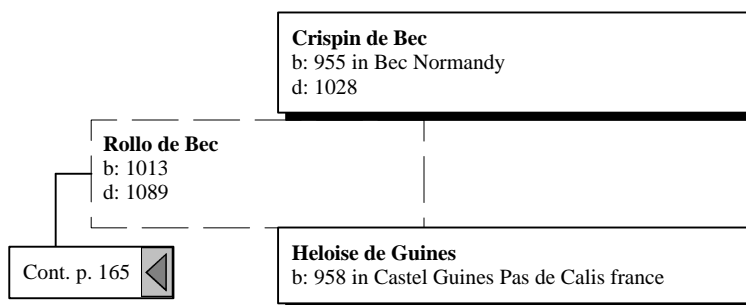 Crispin de Bec
b: 955 in Bec Normandy
d: 1028
Rollo de Bec
b: 1013
d: 1089
Heloise de Guines
b: 958 in Castel Guines Pas de Calis france
Cont. p. 165